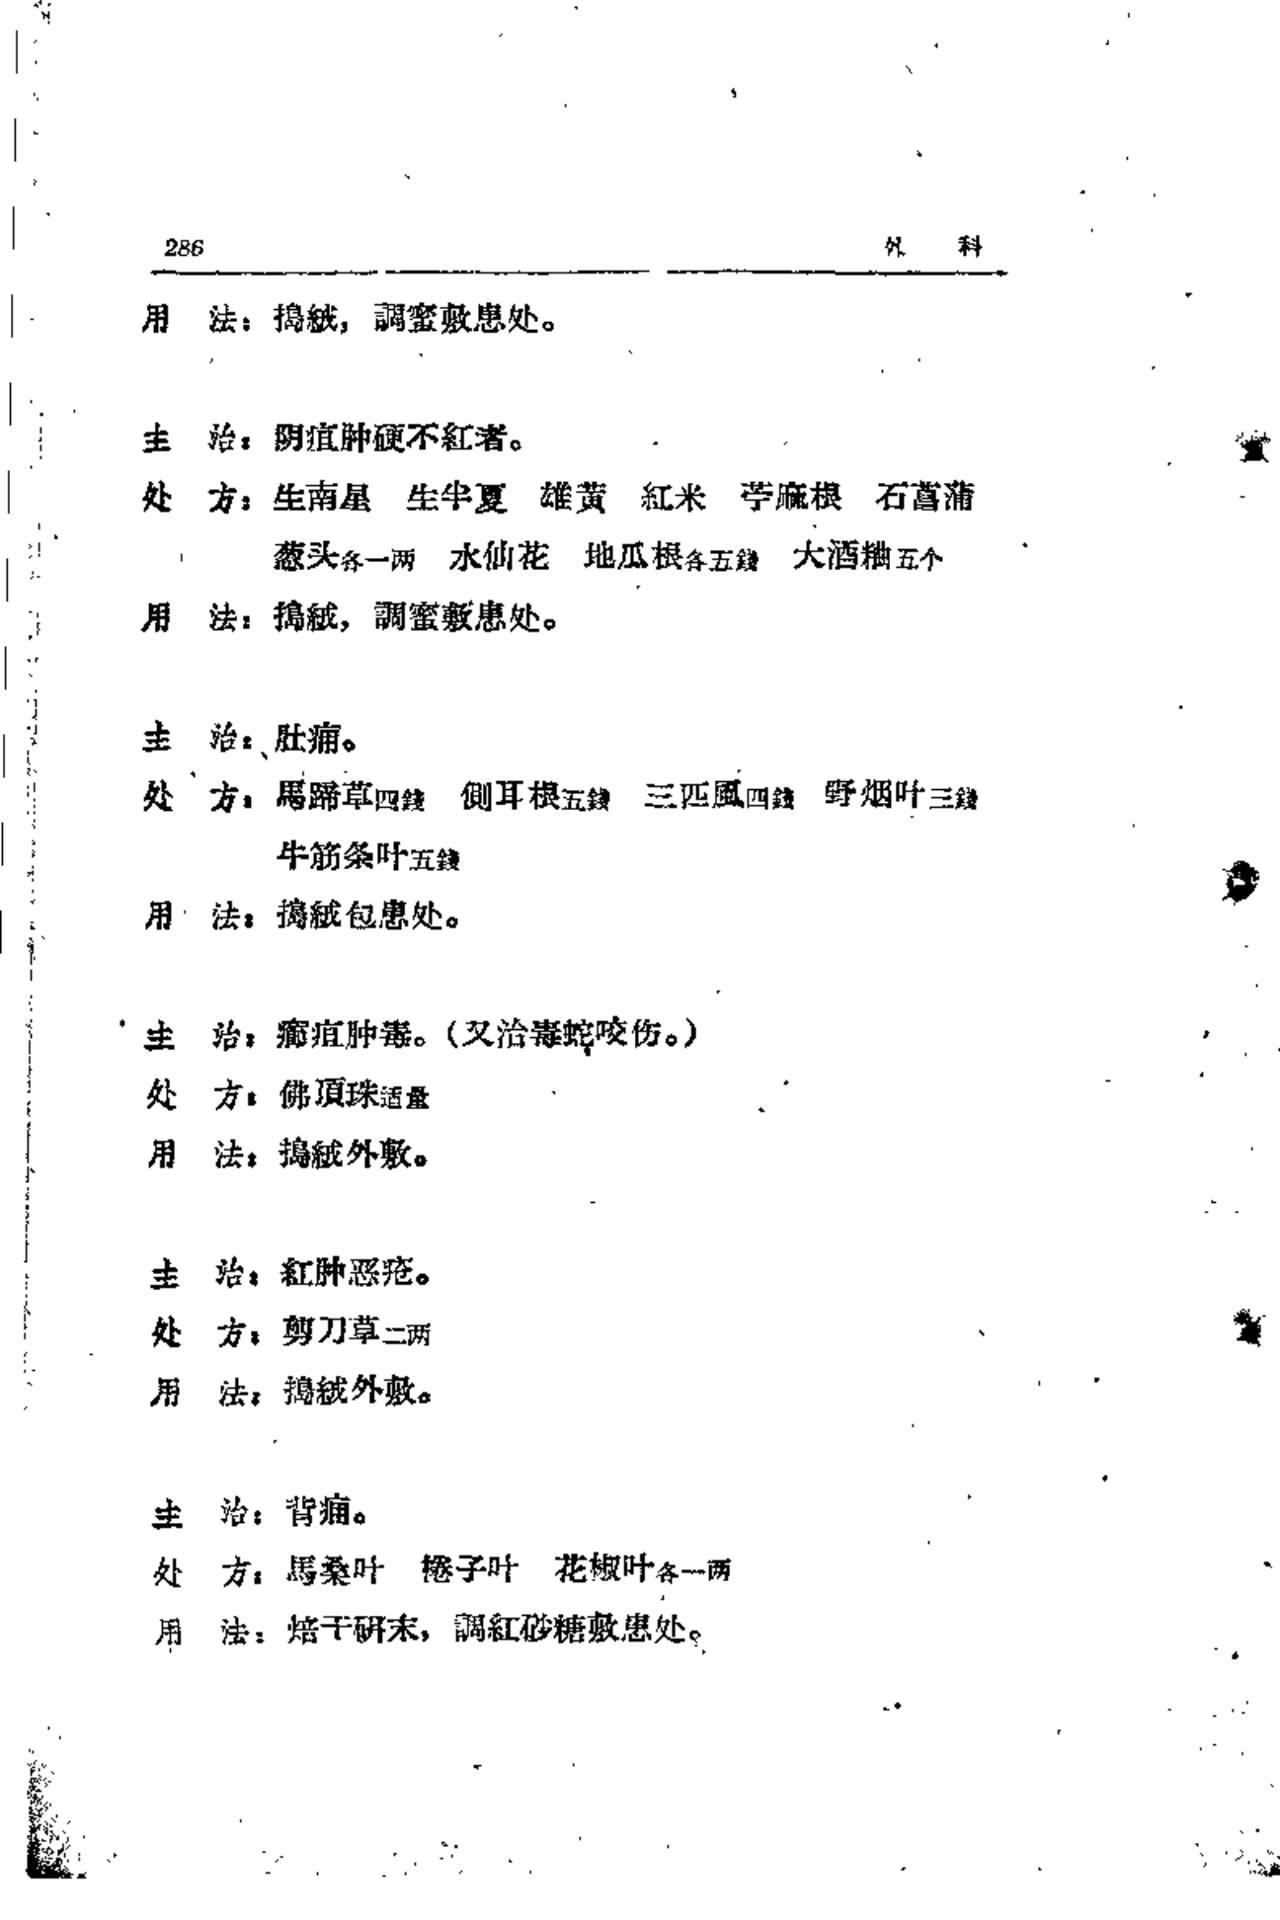 286 外 科
用 法：搗絨，調蜜敷患处。
主 治：阴疽肿硬不紅者。
处 方：生南星 生半夏 雄黃 紅米 苧麻根 石菖蒲
葱头各一两 水仙花 地瓜根各五錢 大酒粬五个
用 法：搗絨，調蜜敷患处。
主 治：肚痛。
处 方：馬蹄草四錢 側耳根五錢 三匹風四錢 野烟叶三錢
牛筋条叶五錢
用 法：搗絨包患处。
主 治：癰疽肿毒。（又治毒蛇咬伤。）
处 方：佛頂珠适量
用 法：搗絨外敷。
主 治：紅肿恶疮。
处 方：剪刀草二两
用 法：搗絨外敷。
主 治：背痈。
处 方：馬桑叶 棬子叶 花椒叶各一两
用 法：焙干研末，調紅砂糖敷患处。